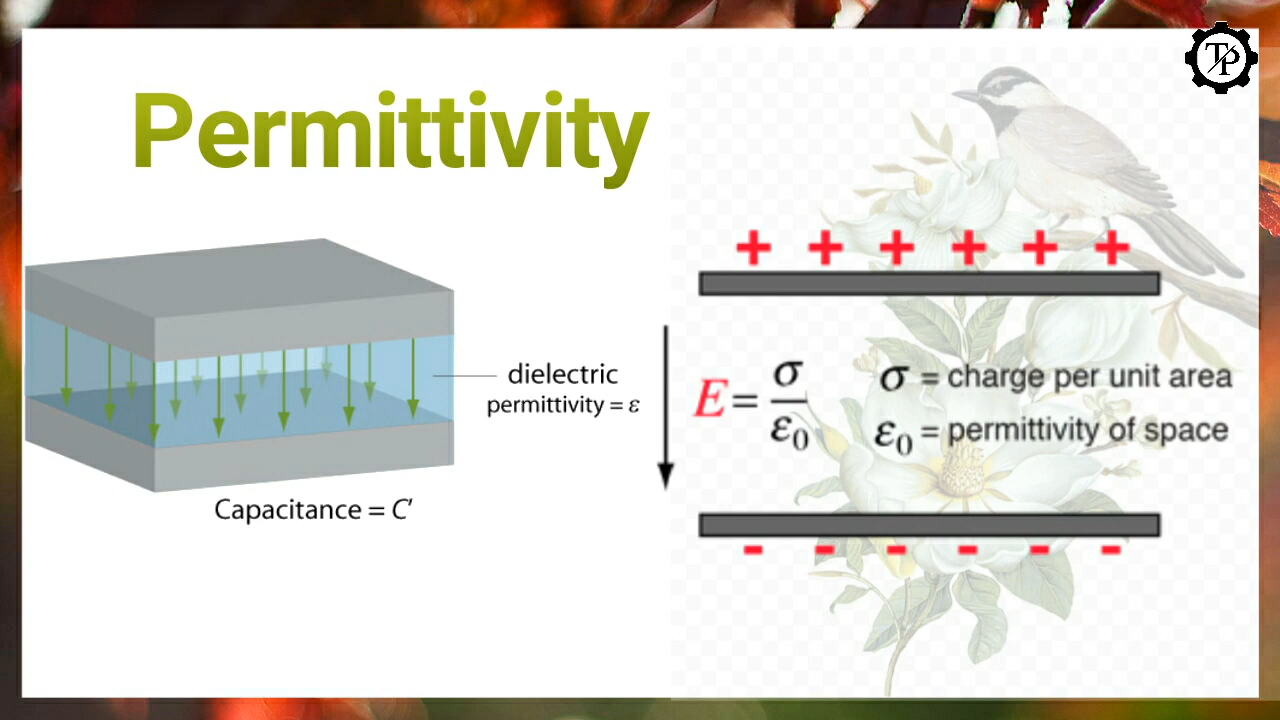 TP
Permittivity
dielectric
permittivity = ε
Capacitance = C′
+ + + + + +
E = σ/ε₀
σ = charge per unit area
ε₀ = permittivity of space
- - - - - -